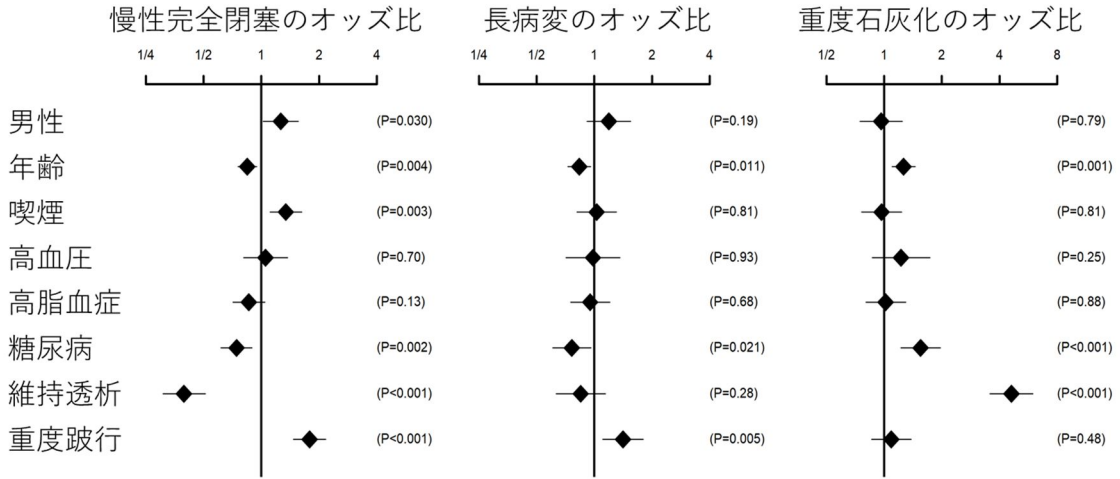 慢性完全閉塞のオッズ比 長病変のオッズ比 重度石灰化のオッズ比
1/4 1/2 1 2 4 1/4 1/2 1 2 4 1/2 1 2 4 8
男性 (P=0.030) (P=0.19) (P=0.79)
年齢 (P=0.004) (P=0.011) (P=0.001)
喫煙 (P=0.003) (P=0.81) (P=0.81)
高血圧 (P=0.70) (P=0.93) (P=0.25)
高脂血症 (P=0.13) (P=0.68) (P=0.88)
糖尿病 (P=0.002) (P=0.021) (P<0.001)
維持透析 (P<0.001) (P=0.28) (P<0.001)
重度跛行 (P<0.001) (P=0.005) (P=0.48)